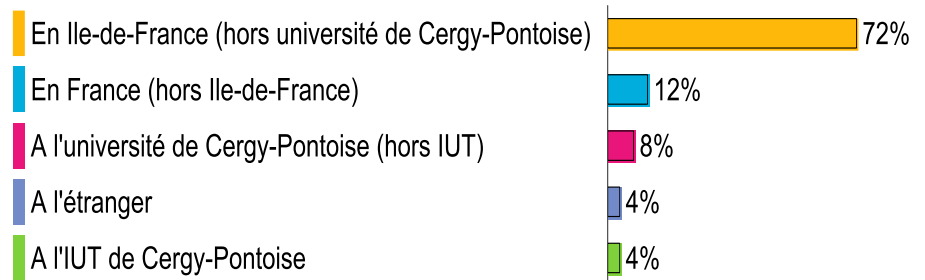 En Ile-de-France (hors université de Cergy-Pontoise) 72%
En France (hors Ile-de-France) 12%
A l'université de Cergy-Pontoise (hors IUT) 8%
A l'étranger 4%
A l'IUT de Cergy-Pontoise 4%